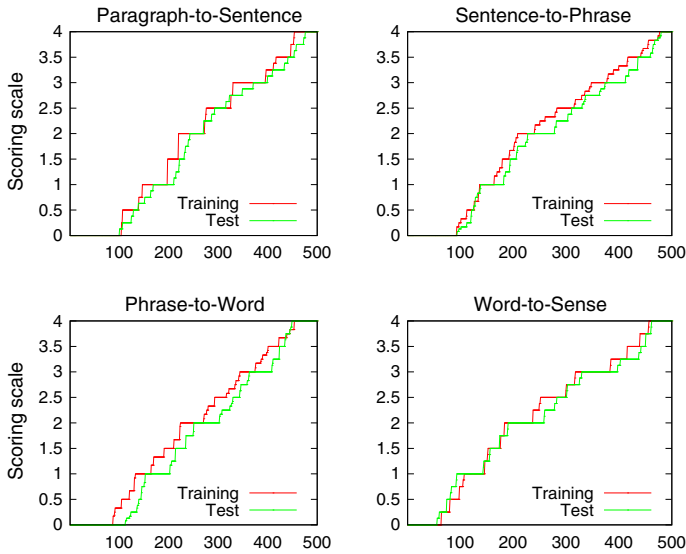 Paragraph-to-Sentence
Sentence-to-Phrase
Scoring scale
4
3.5
3
2.5
2
1.5
1
0.5
0
Training
Test
100 200 300 400 500
4
3.5
3
2.5
2
1.5
1
0.5
0
Training
Test
100 200 300 400 500
Phrase-to-Word
Word-to-Sense
Scoring scale
4
3.5
3
2.5
2
1.5
1
0.5
0
Training
Test
100 200 300 400 500
4
3.5
3
2.5
2
1.5
1
0.5
0
Training
Test
100 200 300 400 500